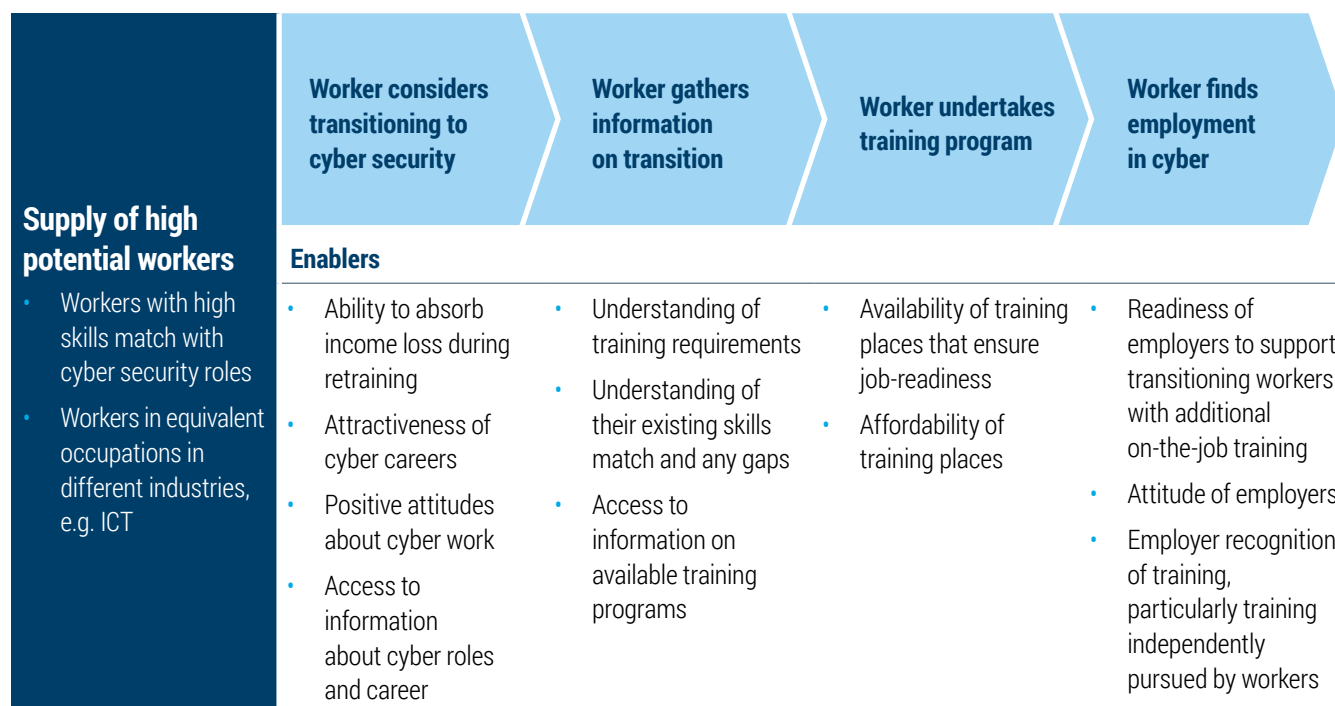 Supply of high
potential workers
• Workers with high
skills match with
cyber security roles
• Workers in equivalent
occupations in
different industries,
e.g. ICT
Worker considers
transitioning to
cyber security
Worker gathers
information
on transition
Worker undertakes
training program
Worker finds
employment
in cyber
Enablers
• Ability to absorb
income loss during
retraining
• Attractiveness of
cyber careers
• Positive attitudes
about cyber work
• Access to
information
about cyber roles
and career
• Understanding of
training requirements
• Understanding of
their existing skills
match and any gaps
• Access to
information on
available training
programs
• Availability of training
places that ensure
job-readiness
• Affordability of
training places
• Readiness of
employers to support
transitioning workers
with additional
on-the-job training
• Attitude of employers
• Employer recognition
of training,
particularly training
independently
pursued by workers